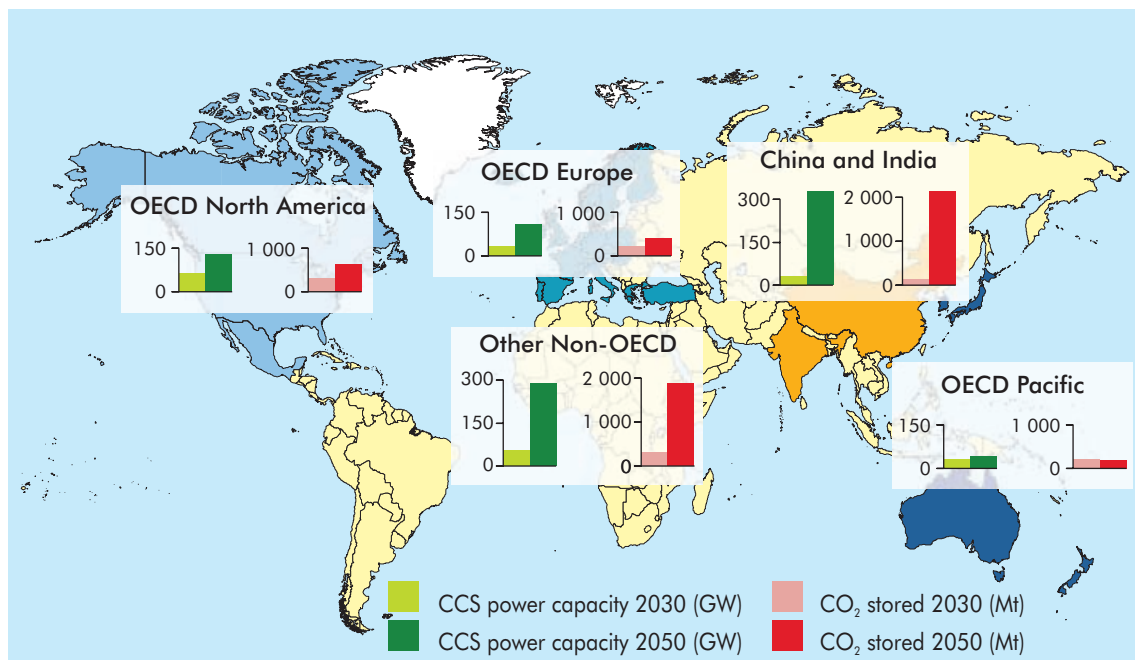 OECD North America
150
0
1 000
0
OECD Europe
150
0
1 000
0
China and India
300
150
0
2 000
1 000
0
Other Non-OECD
300
150
0
2 000
1 000
0
OECD Pacific
150
0
1 000
0
CCS power capacity 2030 (GW)
CCS power capacity 2050 (GW)
CO₂ stored 2030 (Mt)
CO₂ stored 2050 (Mt)